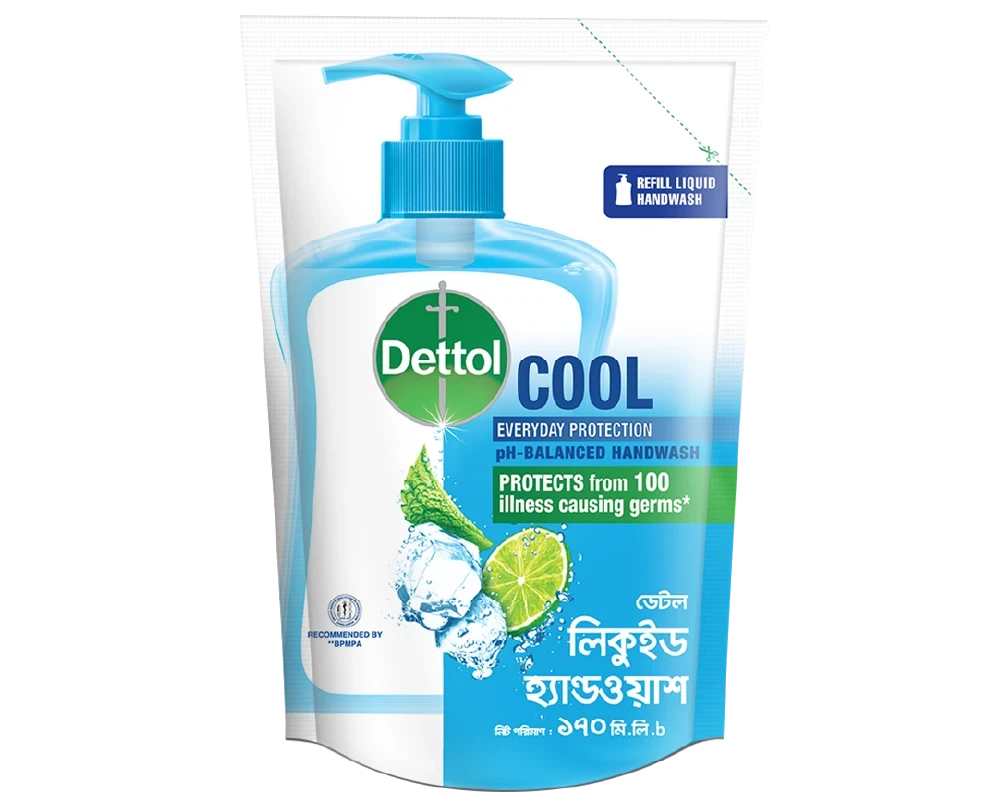 REFILL LIQUID
HANDWASH
Dettol
COOL
EVERYDAY PROTECTION
pH-BALANCED HANDWASH
PROTECTS from 100
illness causing germs*
RECOMMENDED BY
**BPMPA
ডেটল
লিকুইড
হ্যান্ডওয়াশ
নিট পরিমাণ : ১৭০ মি.লি.b